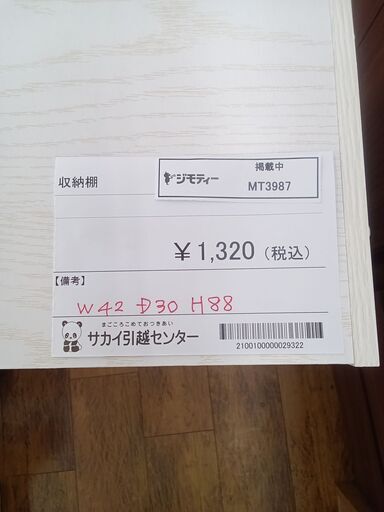 収納棚
ジモティー
掲載中
MT3987
￥1,320（税込）
【備考】
W42 D30 H88
まごころこめておつきあい
サカイ引越センター
2100100000029322